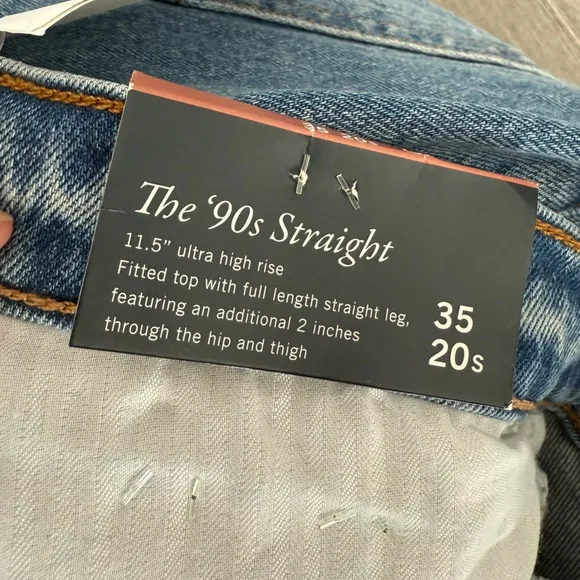 The ‘90s Straight
11.5” ultra high rise
Fitted top with full length straight leg,
featuring an additional 2 inches
through the hip and thigh
35
20s